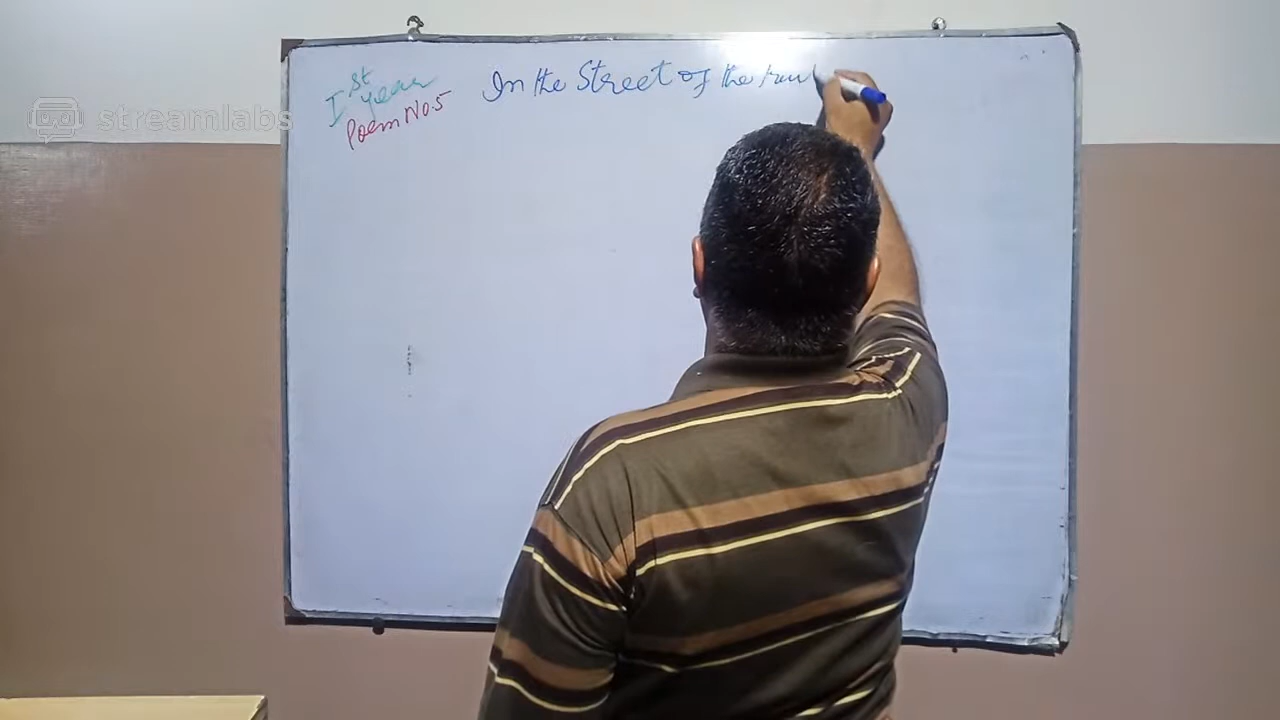 streamlabs
Ist year
Poem No 5
In the Street of the